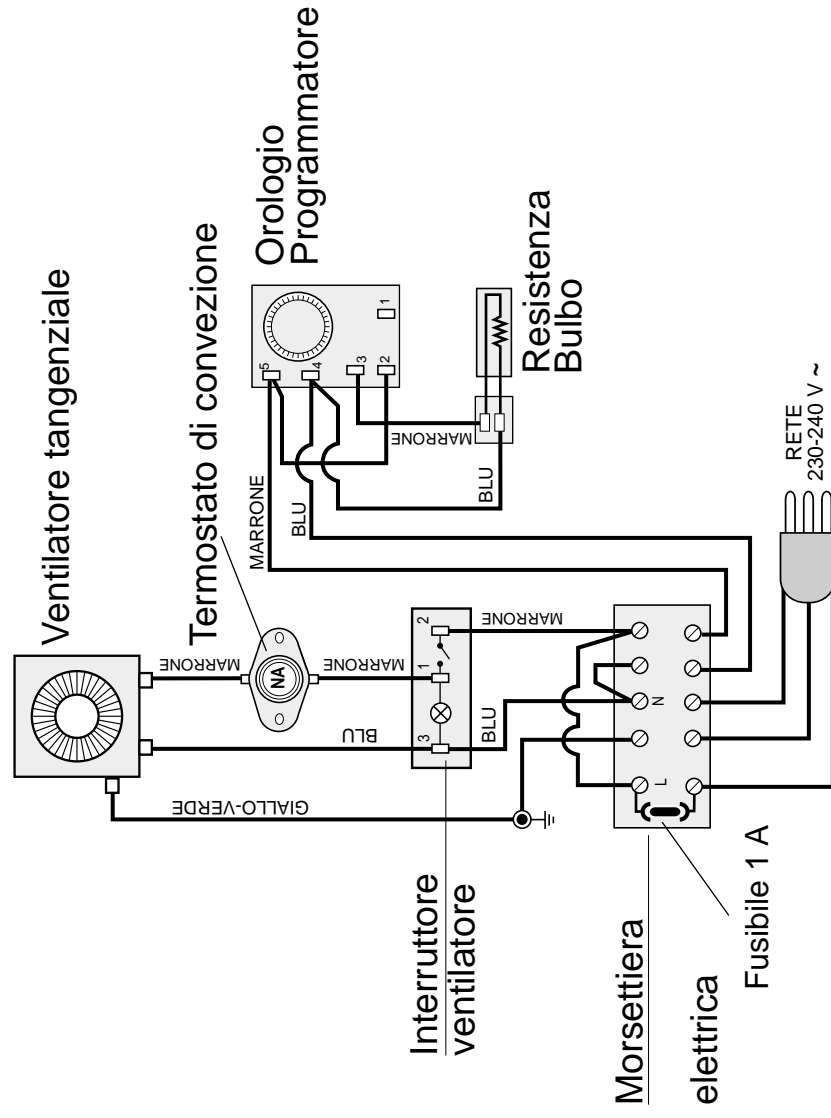 Ventilatore tangenziale
Termostato di convezione
Orologio
Programmatore
1
2
3
4
5
MARRONE
NA
MARRONE
BLU
GIALLO-VERDE
MARRONE
BLU
MARRONE
BLU
Resistenza
Bulbo
Interruttore
ventilatore
3
1
2
BLU
MARRONE
L
N
RETE
230-240 V ~
Morsettiera
elettrica
Fusibile 1 A